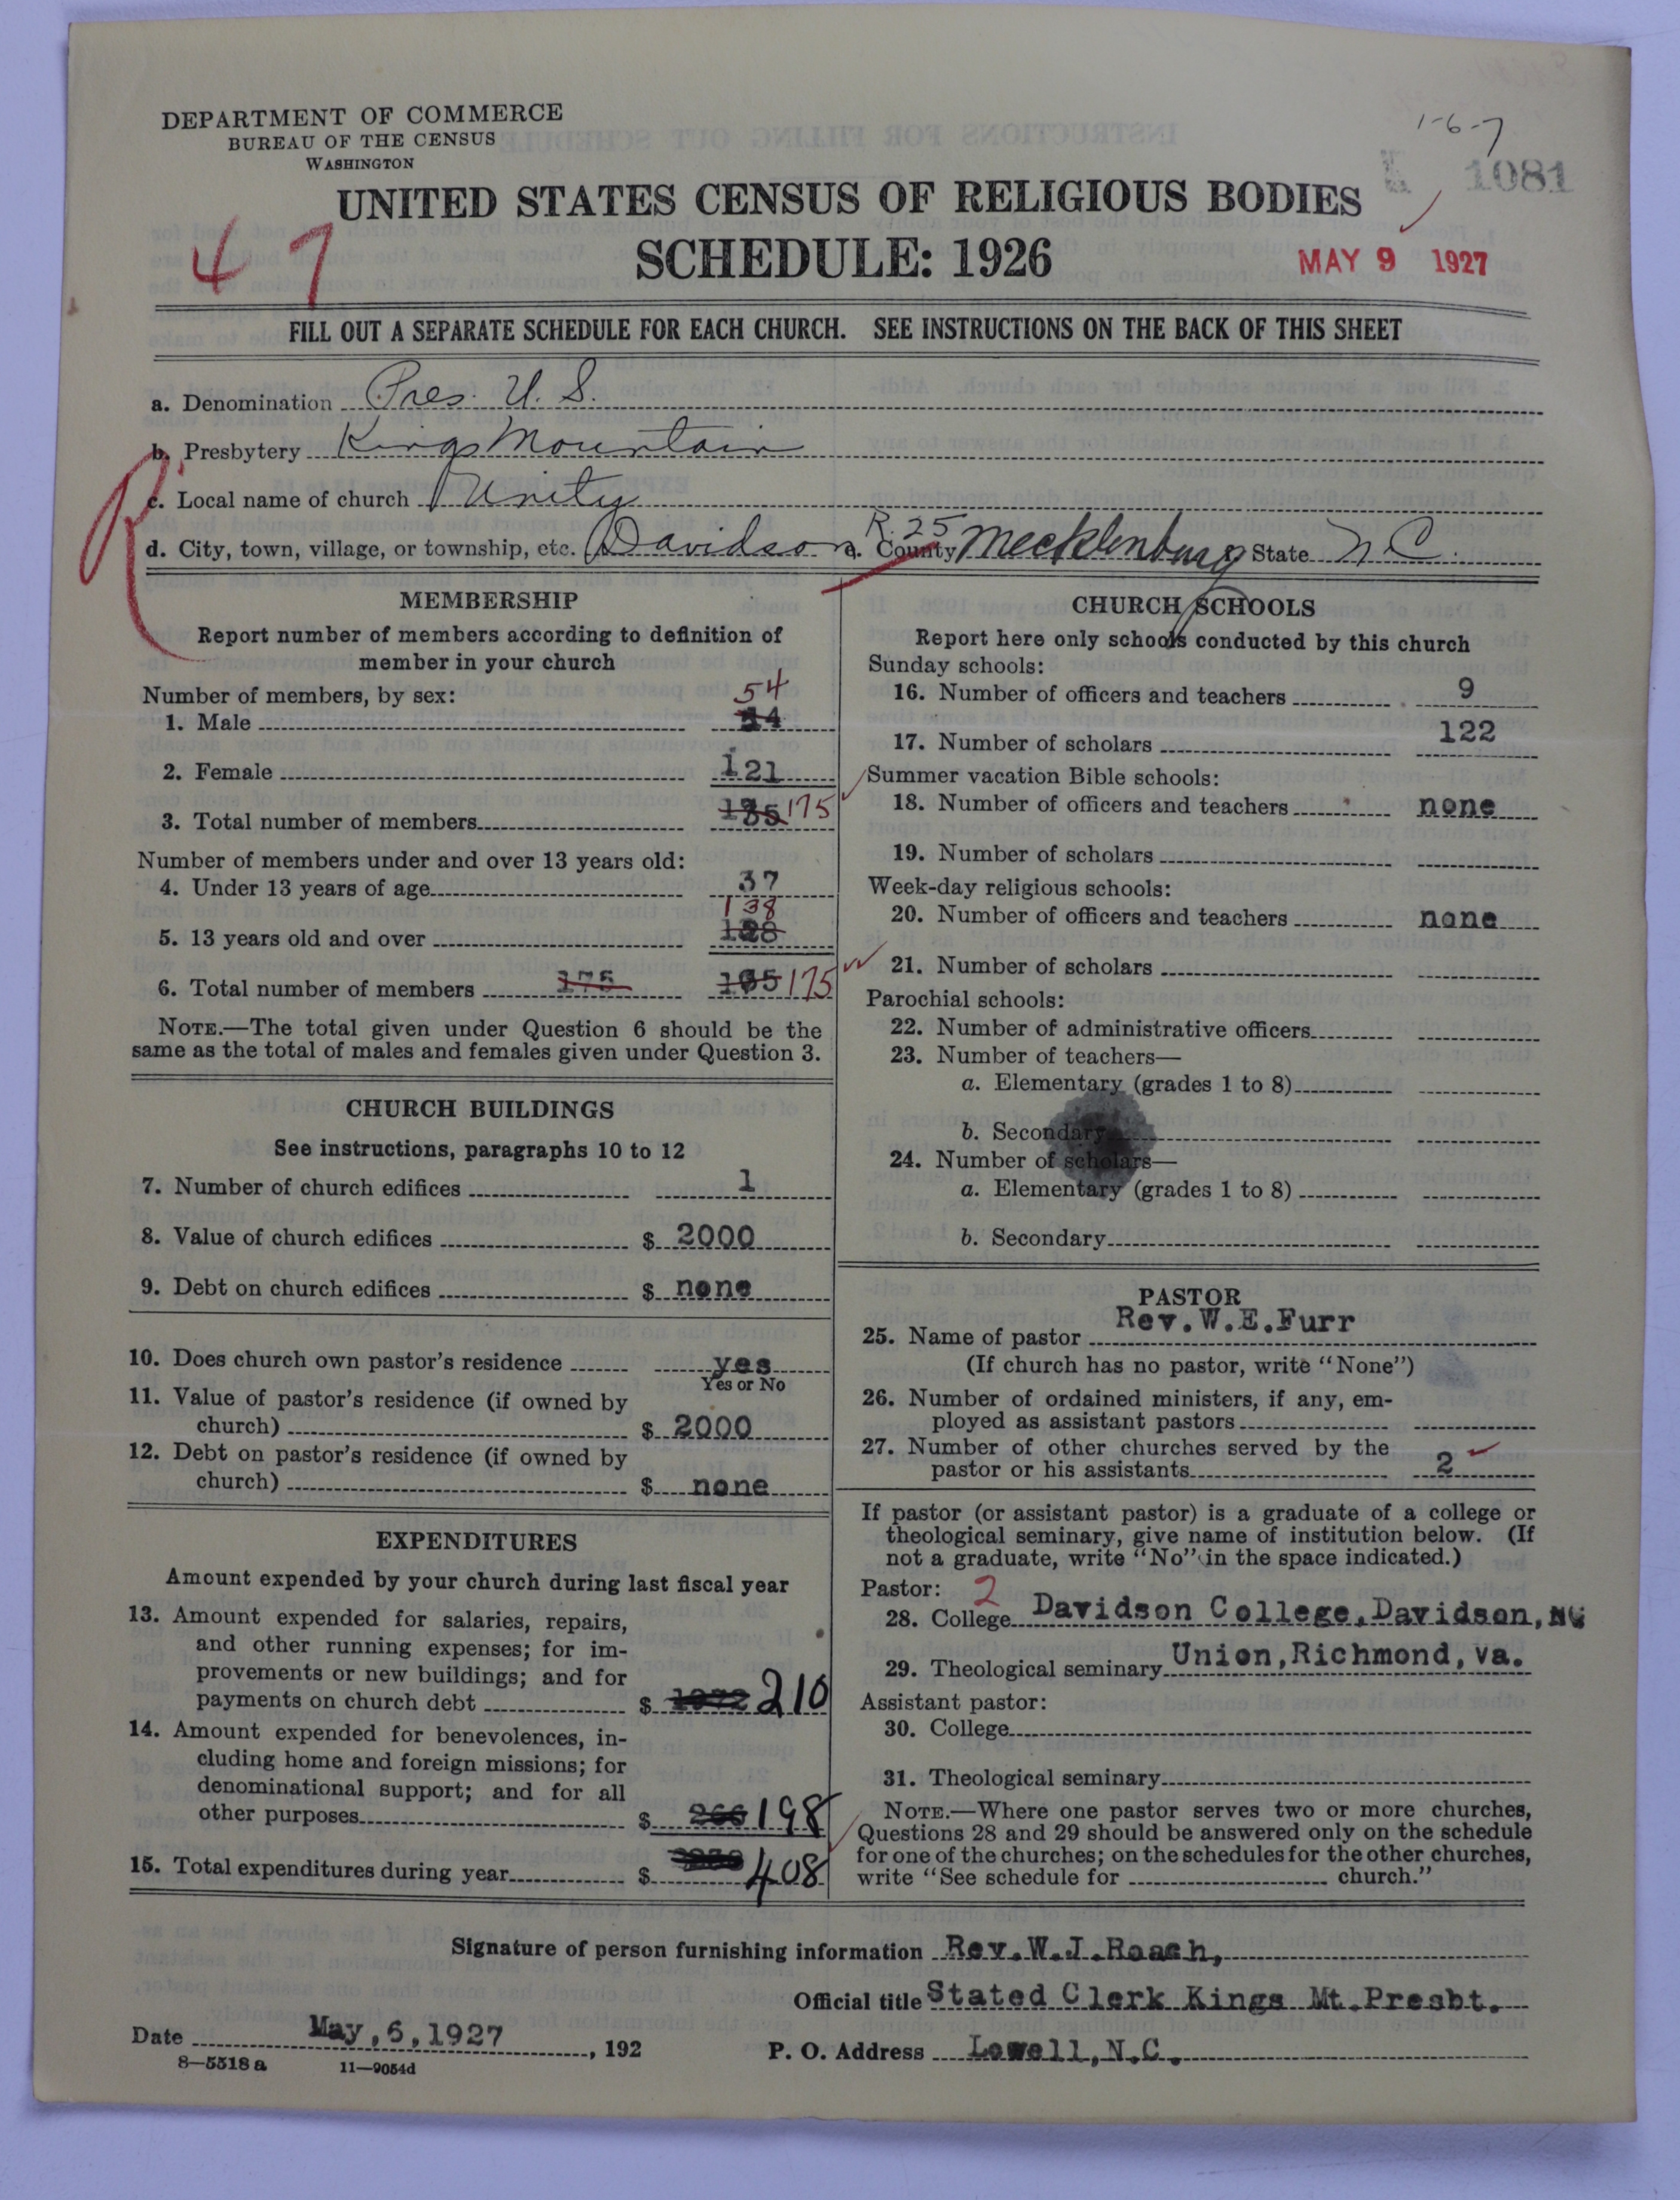 DEPARTMENT OF COMMERCE
BUREAU OF THE CENSUS
WASHINGTON
1-6-7
1081
UNITED STATES CENSUS OF RELIGIOUS BODIES
SCHEDULE: 1926
47
MAY 9 1927
FILL OUT A SEPARATE SCHEDULE FOR EACH CHURCH. SEE INSTRUCTIONS ON THE BACK OF THIS SHEET
a. Denomination Pres. U. S.
b. Presbytery Kings Mountain
c. Local name of church Unity
R
R. 25
d. City, town, village, or township, etc. Davidson e. County Mecklenburg State N.C.
MEMBERSHIP
Report number of members according to definition of
member in your church
Number of members, by sex:
54
1. Male
2. Female 121
3. Total number of members 175
Number of members under and over 13 years old:
4. Under 13 years of age 37
138
5. 13 years old and over 128
6. Total number of members 175 175
NOTE.—The total given under Question 6 should be the
same as the total of males and females given under Question 3.
CHURCH BUILDINGS
See instructions, paragraphs 10 to 12
7. Number of church edifices 1
8. Value of church edifices $ 2000
9. Debt on church edifices $ none
10. Does church own pastor's residence yes
Yes or No
11. Value of pastor's residence (if owned by
church) $ 2000
12. Debt on pastor's residence (if owned by
church) $ none
EXPENDITURES
Amount expended by your church during last fiscal year
13. Amount expended for salaries, repairs,
and other running expenses; for im-
provements or new buildings; and for
payments on church debt $ 210
14. Amount expended for benevolences, in-
cluding home and foreign missions; for
denominational support; and for all
other purposes $ 266 198
15. Total expenditures during year $ 408
CHURCH SCHOOLS
Report here only schools conducted by this church
Sunday schools:
16. Number of officers and teachers 9
17. Number of scholars 122
Summer vacation Bible schools:
18. Number of officers and teachers none
19. Number of scholars
Week-day religious schools:
20. Number of officers and teachers none
21. Number of scholars
Parochial schools:
22. Number of administrative officers
23. Number of teachers—
a. Elementary (grades 1 to 8)
b. Secondary
24. Number of scholars—
a. Elementary (grades 1 to 8)
b. Secondary
PASTOR
25. Name of pastor Rev.W.E.Furr
(If church has no pastor, write "None")
26. Number of ordained ministers, if any, em-
ployed as assistant pastors
27. Number of other churches served by the
pastor or his assistants 2
If pastor (or assistant pastor) is a graduate of a college or
theological seminary, give name of institution below. (If
not a graduate, write "No" in the space indicated.)
Pastor: 2
28. College Davidson College,Davidson,NC
29. Theological seminary Union,Richmond,Va.
Assistant pastor:
30. College
31. Theological seminary
NOTE.—Where one pastor serves two or more churches,
Questions 28 and 29 should be answered only on the schedule
for one of the churches; on the schedules for the other churches,
write "See schedule for church."
Signature of person furnishing information Rev.W.J.Roach,
Official title Stated Clerk Kings Mt.Presbt.
Date May,6,1927, 192
P. O. Address Lowell,N.C.
8—5518 a 11—9054d